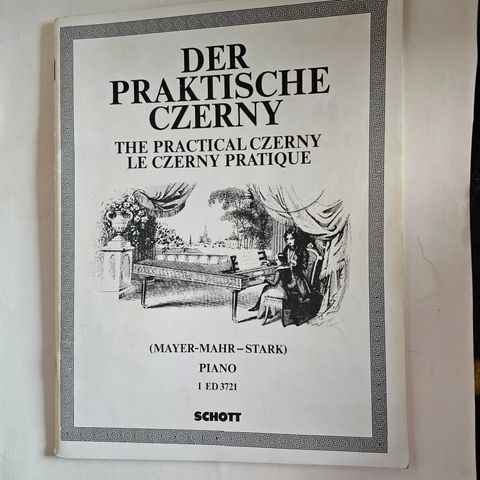 DER
PRAKTISCHE
CZERNY
THE PRACTICAL CZERNY
LE CZERNY PRATIQUE
(MAYER-MAHR – STARK)
PIANO
I ED 3721
SCHOTT